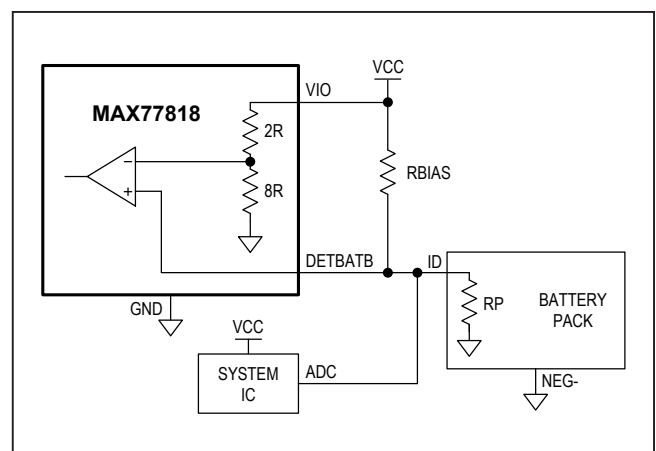 VCC
VIO
MAX77818
2R
−
RBIAS
+
8R
DETBATB
ID
GND
RP
BATTERY
PACK
VCC
SYSTEM
IC
ADC
NEG-